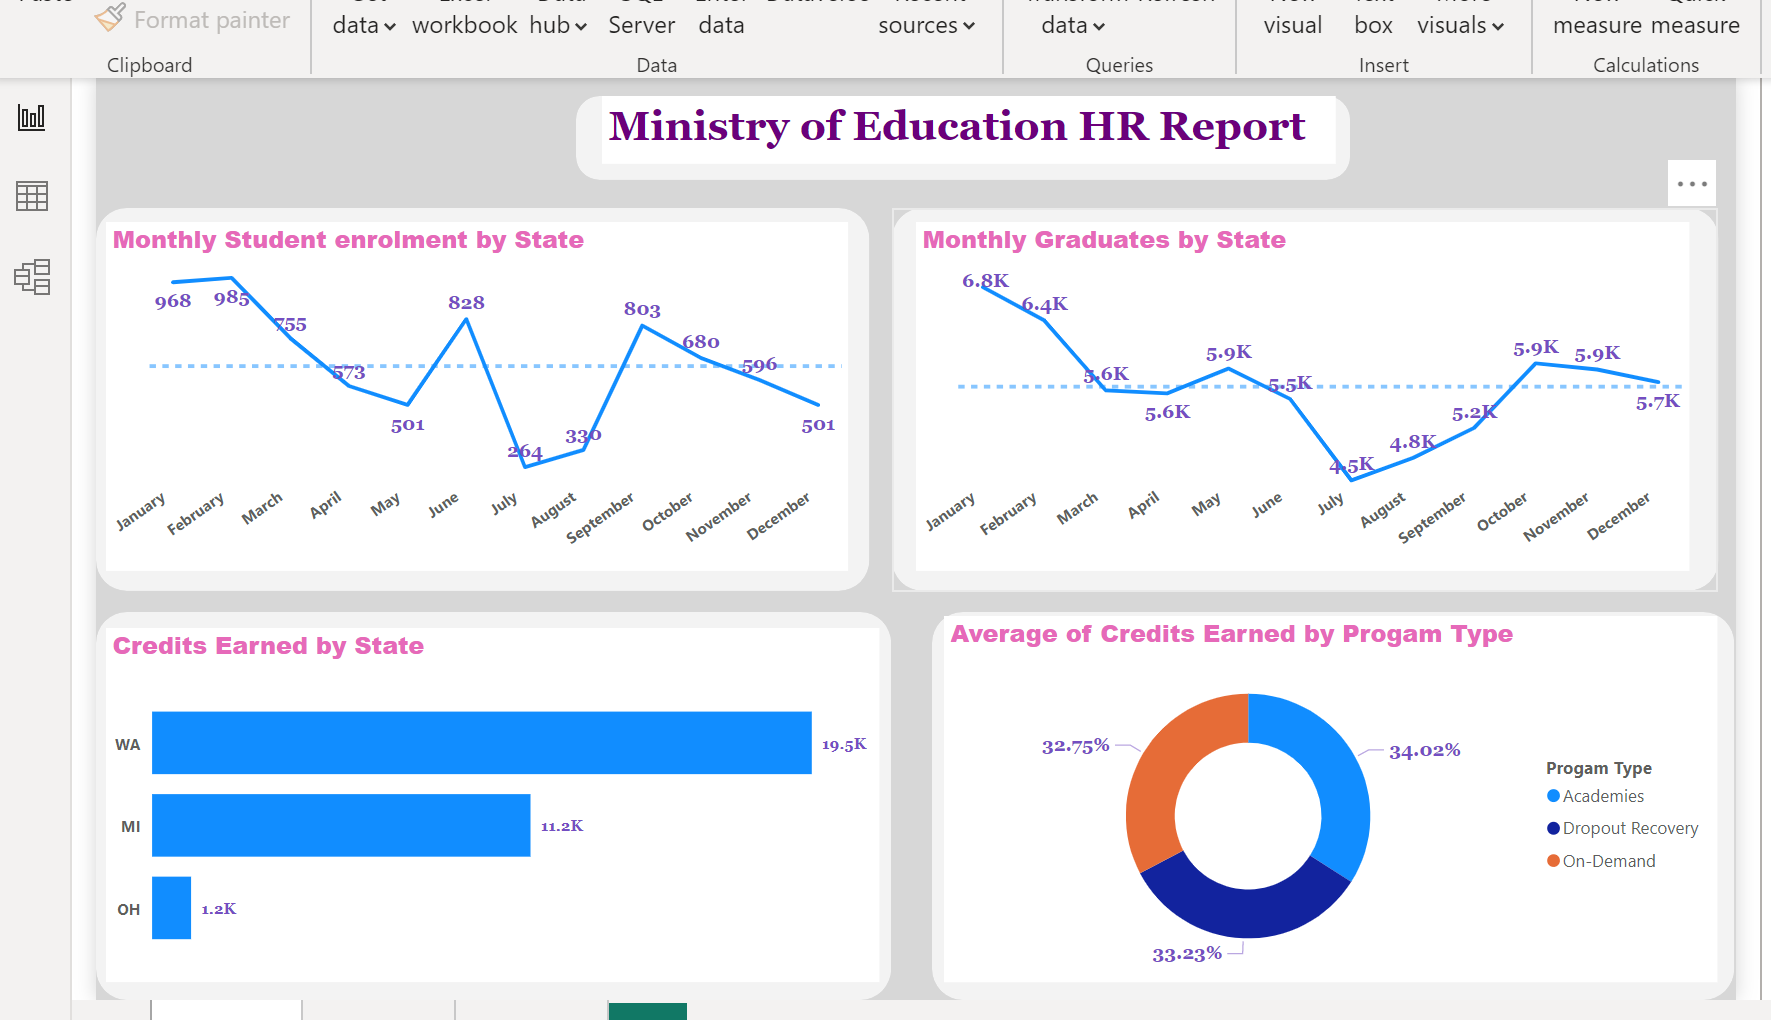 Format painter
data workbook hub Server data sources data visual box visuals measure measure
Clipboard Data Queries Insert Calculations
Ministry of Education HR Report
Monthly Student enrolment by State
968 985 755 573 501 828 264 330 803 680 596 501
January February March April May June July August September October November December
Monthly Graduates by State
6.8K 6.4K 5.6K 5.6K 5.9K 5.5K 4.5K 4.8K 5.2K 5.9K 5.9K 5.7K
January February March April May June July August September October November December
Credits Earned by State
WA 19.5K
MI 11.2K
OH 1.2K
Average of Credits Earned by Progam Type
32.75%
34.02%
33.23%
Progam Type
Academies
Dropout Recovery
On-Demand